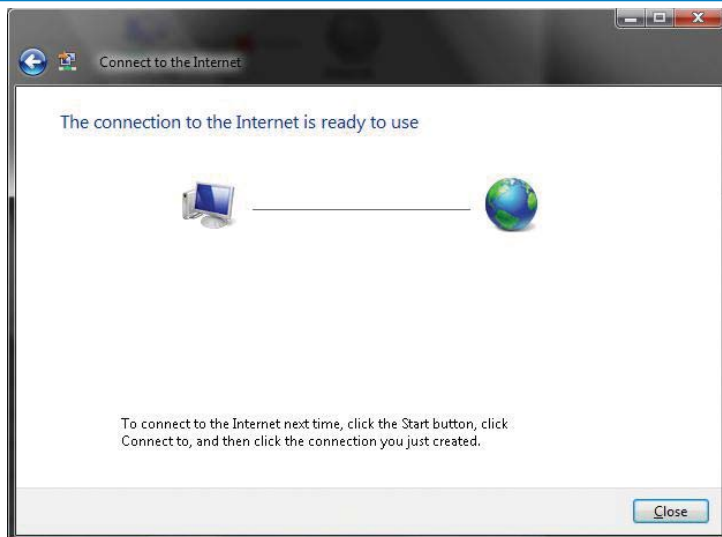 Connect to the Internet
The connection to the Internet is ready to use
To connect to the Internet next time, click the Start button, click
Connect to, and then click the connection you just created.
Close